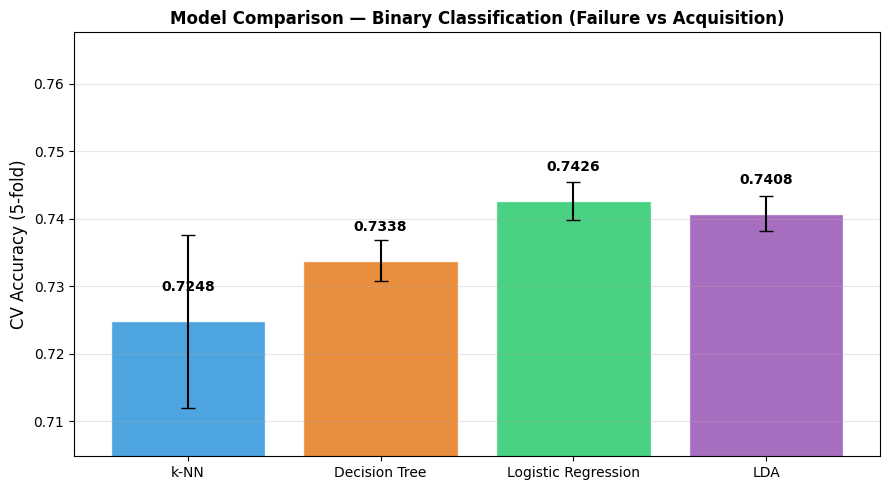 Model Comparison — Binary Classification (Failure vs Acquisition)
CV Accuracy (5-fold)
0.76
0.75
0.74
0.73
0.72
0.71
0.7248
0.7338
0.7426
0.7408
k-NN
Decision Tree
Logistic Regression
LDA